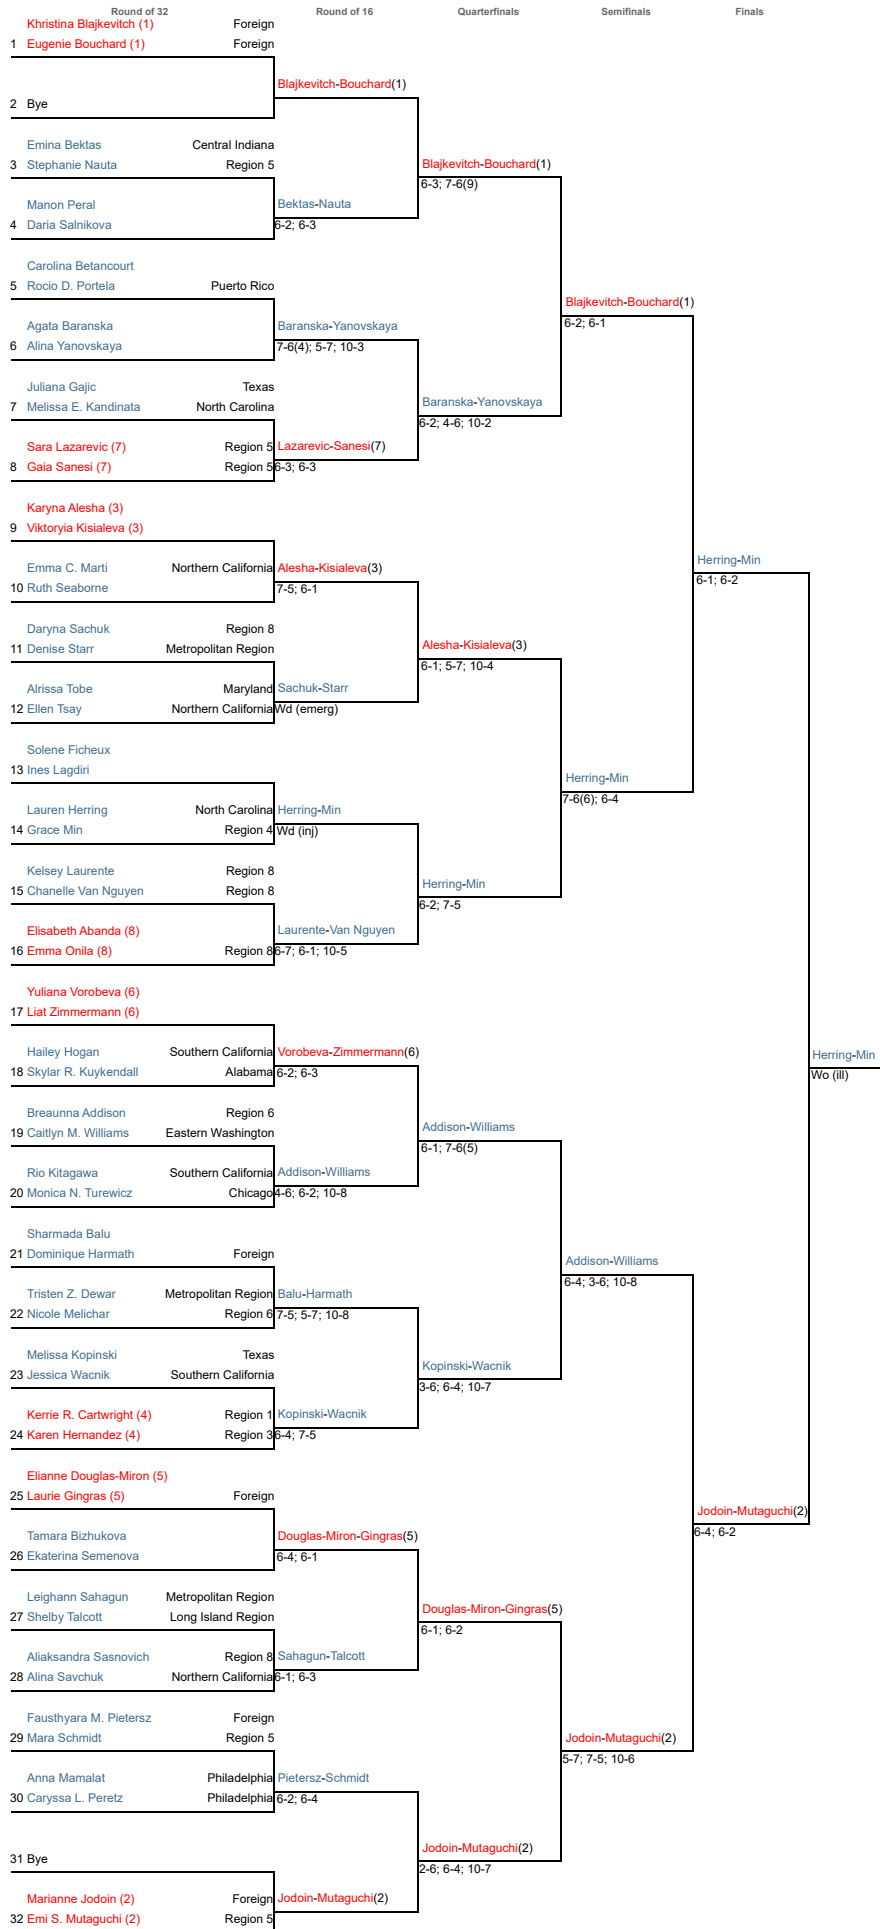 Round of 32 Round of 16 Quarterfinals Semifinals Finals
Khristina Blajkevitch (1) Foreign
1 Eugenie Bouchard (1) Foreign
Blajkevitch-Bouchard(1)
2 Bye
Emina Bektas Central Indiana
3 Stephanie Nauta Region 5
Blajkevitch-Bouchard(1)
6-3; 7-6(9)
Manon Peral
Bektas-Nauta
4 Daria Salnikova
6-2; 6-3
Carolina Betancourt
5 Rocio D. Portela Puerto Rico
Blajkevitch-Bouchard(1)
6-2; 6-1
Agata Baranska
Baranska-Yanovskaya
6 Alina Yanovskaya
7-6(4); 5-7; 10-3
Juliana Gajic Texas
7 Melissa E. Kandinata North Carolina
Baranska-Yanovskaya
6-2; 4-6; 10-2
Sara Lazarevic (7) Region 5
Lazarevic-Sanesi(7)
8 Gaia Sanesi (7) Region 5
6-3; 6-3
Karyna Alesha (3)
9 Viktoryia Kisialeva (3)
Herring-Min
6-1; 6-2
Emma C. Marti Northern California
Alesha-Kisialeva(3)
10 Ruth Seaborne
7-5; 6-1
Daryna Sachuk Region 8
11 Denise Starr Metropolitan Region
Alesha-Kisialeva(3)
6-1; 5-7; 10-4
Alrissa Tobe Maryland
Sachuk-Starr
12 Ellen Tsay Northern California
Wd (emerg)
Solene Ficheux
13 Ines Lagdiri
Herring-Min
7-6(6); 6-4
Lauren Herring North Carolina
Herring-Min
14 Grace Min Region 4
Wd (inj)
Kelsey Laurente Region 8
15 Chanelle Van Nguyen Region 8
Herring-Min
6-2; 7-5
Elisabeth Abanda (8)
Laurente-Van Nguyen
16 Emma Onila (8) Region 8
6-7; 6-1; 10-5
Yuliana Vorobeva (6)
17 Liat Zimmermann (6)
Hailey Hogan Southern California
Vorobeva-Zimmermann(6)
18 Skylar R. Kuykendall Alabama
6-2; 6-3
Herring-Min
Wo (ill)
Breaunna Addison Region 6
19 Caitlyn M. Williams Eastern Washington
Addison-Williams
6-1; 7-6(5)
Rio Kitagawa Southern California
Addison-Williams
20 Monica N. Turewicz Chicago
4-6; 6-2; 10-8
Sharmada Balu
21 Dominique Harmath Foreign
Addison-Williams
6-4; 3-6; 10-8
Tristen Z. Dewar Metropolitan Region
Balu-Harmath
22 Nicole Melichar Region 6
7-5; 5-7; 10-8
Melissa Kopinski Texas
23 Jessica Wacnik Southern California
Kopinski-Wacnik
3-6; 6-4; 10-7
Kerrie R. Cartwright (4) Region 1
Kopinski-Wacnik
24 Karen Hernandez (4) Region 3
6-4; 7-5
Elianne Douglas-Miron (5)
25 Laurie Gingras (5) Foreign
Jodoin-Mutaguchi(2)
6-4; 6-2
Tamara Bizhukova
Douglas-Miron-Gingras(5)
26 Ekaterina Semenova
6-4; 6-1
Leighann Sahagun Metropolitan Region
27 Shelby Talcott Long Island Region
Douglas-Miron-Gingras(5)
6-1; 6-2
Aliaksandra Sasnovich Region 8
Sahagun-Talcott
28 Alina Savchuk Northern California
6-1; 6-3
Fausthyara M. Pietersz Foreign
29 Mara Schmidt Region 5
Jodoin-Mutaguchi(2)
5-7; 7-5; 10-6
Anna Mamalat Philadelphia
Pietersz-Schmidt
30 Caryssa L. Peretz Philadelphia
6-2; 6-4
Jodoin-Mutaguchi(2)
2-6; 6-4; 10-7
31 Bye
Marianne Jodoin (2) Foreign
Jodoin-Mutaguchi(2)
32 Emi S. Mutaguchi (2) Region 5